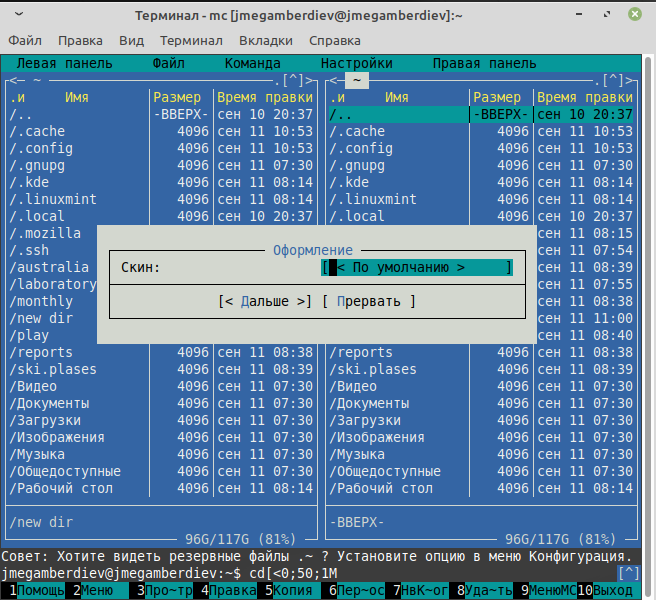 Терминал - mc [jmegamberdiev@jmegamberdiev]:~
Файл Правка Вид Терминал Вкладки Справка
Левая панель Файл Команда Настройки Правая панель
<─ ~ .[^]> <─ ~ .[^]>
.и Имя Размер Время правки .и Имя Размер Время правки
/.. -ВВЕРХ- сен 10 20:37 /.. -ВВЕРХ- сен 10 20:37
/.cache 4096 сен 11 10:53 /.cache 4096 сен 11 10:53
/.config 4096 сен 11 10:53 /.config 4096 сен 11 10:53
/.gnupg 4096 сен 11 07:30 /.gnupg 4096 сен 11 07:30
/.kde 4096 сен 11 08:14 /.kde 4096 сен 11 08:14
/.linuxmint 4096 сен 11 08:14 /.linuxmint 4096 сен 11 08:14
/.local 4096 сен 10 20:37 /.local 4096 сен 10 20:37
/.mozilla 08:15
/.ssh Оформление 07:54
/australia Скин: [ < По умолчанию > ] 08:39
/laboratory 07:55
/monthly [< Дальше >] [ Прервать ] 08:38
/new dir 11:00
/play 08:40
/reports 4096 сен 11 08:38 /reports 4096 сен 11 08:38
/ski.plases 4096 сен 11 08:39 /ski.plases 4096 сен 11 08:39
/Видео 4096 сен 11 07:30 /Видео 4096 сен 11 07:30
/Документы 4096 сен 11 07:30 /Документы 4096 сен 11 07:30
/Загрузки 4096 сен 11 07:30 /Загрузки 4096 сен 11 07:30
/Изображения 4096 сен 11 07:30 /Изображения 4096 сен 11 07:30
/Музыка 4096 сен 11 07:30 /Музыка 4096 сен 11 07:30
/Общедоступные 4096 сен 11 07:30 /Общедоступные 4096 сен 11 07:30
/Рабочий стол 4096 сен 11 08:14 /Рабочий стол 4096 сен 11 08:14
/new dir -ВВЕРХ-
96G/117G (81%) 96G/117G (81%)
Совет: Хотите видеть резервные файлы .~ ? Установите опцию в меню Конфигурация.
jmegamberdiev@jmegamberdiev:~$ cd[<0;50;1M [^]
1Помощь 2Меню 3Про~тр 4Правка 5Копия 6Пер~ос 7НвК~ог 8Уда~ть 9МенюМС 10Выход